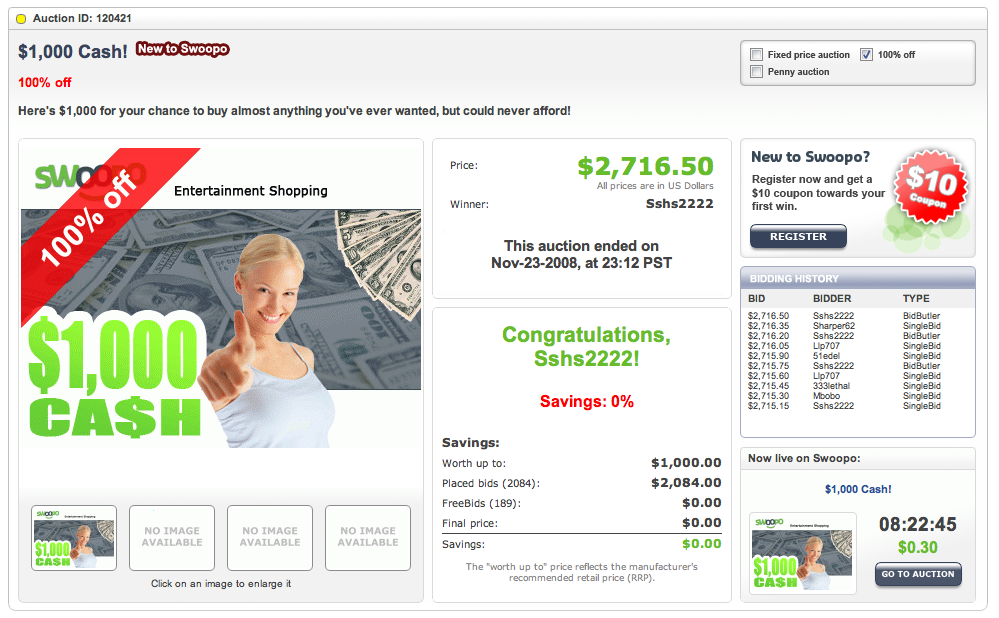 Auction ID: 120421
$1,000 Cash! New to Swoopo
100% off
Here's $1,000 for your chance to buy almost anything you've ever wanted, but could never afford!
Fixed price auction 100% off
Penny auction
SWOOPO
Entertainment Shopping
100% off
$1,000
CA$H
SWOOPO Entertainment Shopping
$1,000
CA$H
NO IMAGE
AVAILABLE
NO IMAGE
AVAILABLE
NO IMAGE
AVAILABLE
Click on an image to enlarge it
Price: $2,716.50
All prices are in US Dollars
Winner: Sshs2222
This auction ended on
Nov-23-2008, at 23:12 PST
Congratulations,
Sshs2222!
Savings: 0%
Savings:
Worth up to: $1,000.00
Placed bids (2084): $2,084.00
FreeBids (189): $0.00
Final price: $0.00
Savings: $0.00
The "worth up to" price reflects the manufacturer's
recommended retail price (RRP).
New to Swoopo?
Register now and get a
$10 coupon towards your
first win.
$10
Coupon
REGISTER
BIDDING HISTORY
BID BIDDER TYPE
$2,716.50 Sshs2222 BidButler
$2,716.35 Sharper62 SingleBid
$2,716.20 Sshs2222 BidButler
$2,716.05 Llp707 SingleBid
$2,715.90 51edel SingleBid
$2,715.75 Sshs2222 BidButler
$2,715.60 Llp707 SingleBid
$2,715.45 333lethal SingleBid
$2,715.30 Mbobo SingleBid
$2,715.15 Sshs2222 SingleBid
Now live on Swoopo:
$1,000 Cash!
SWOOPO Entertainment Shopping
$1,000
CA$H
08:22:45
$0.30
GO TO AUCTION